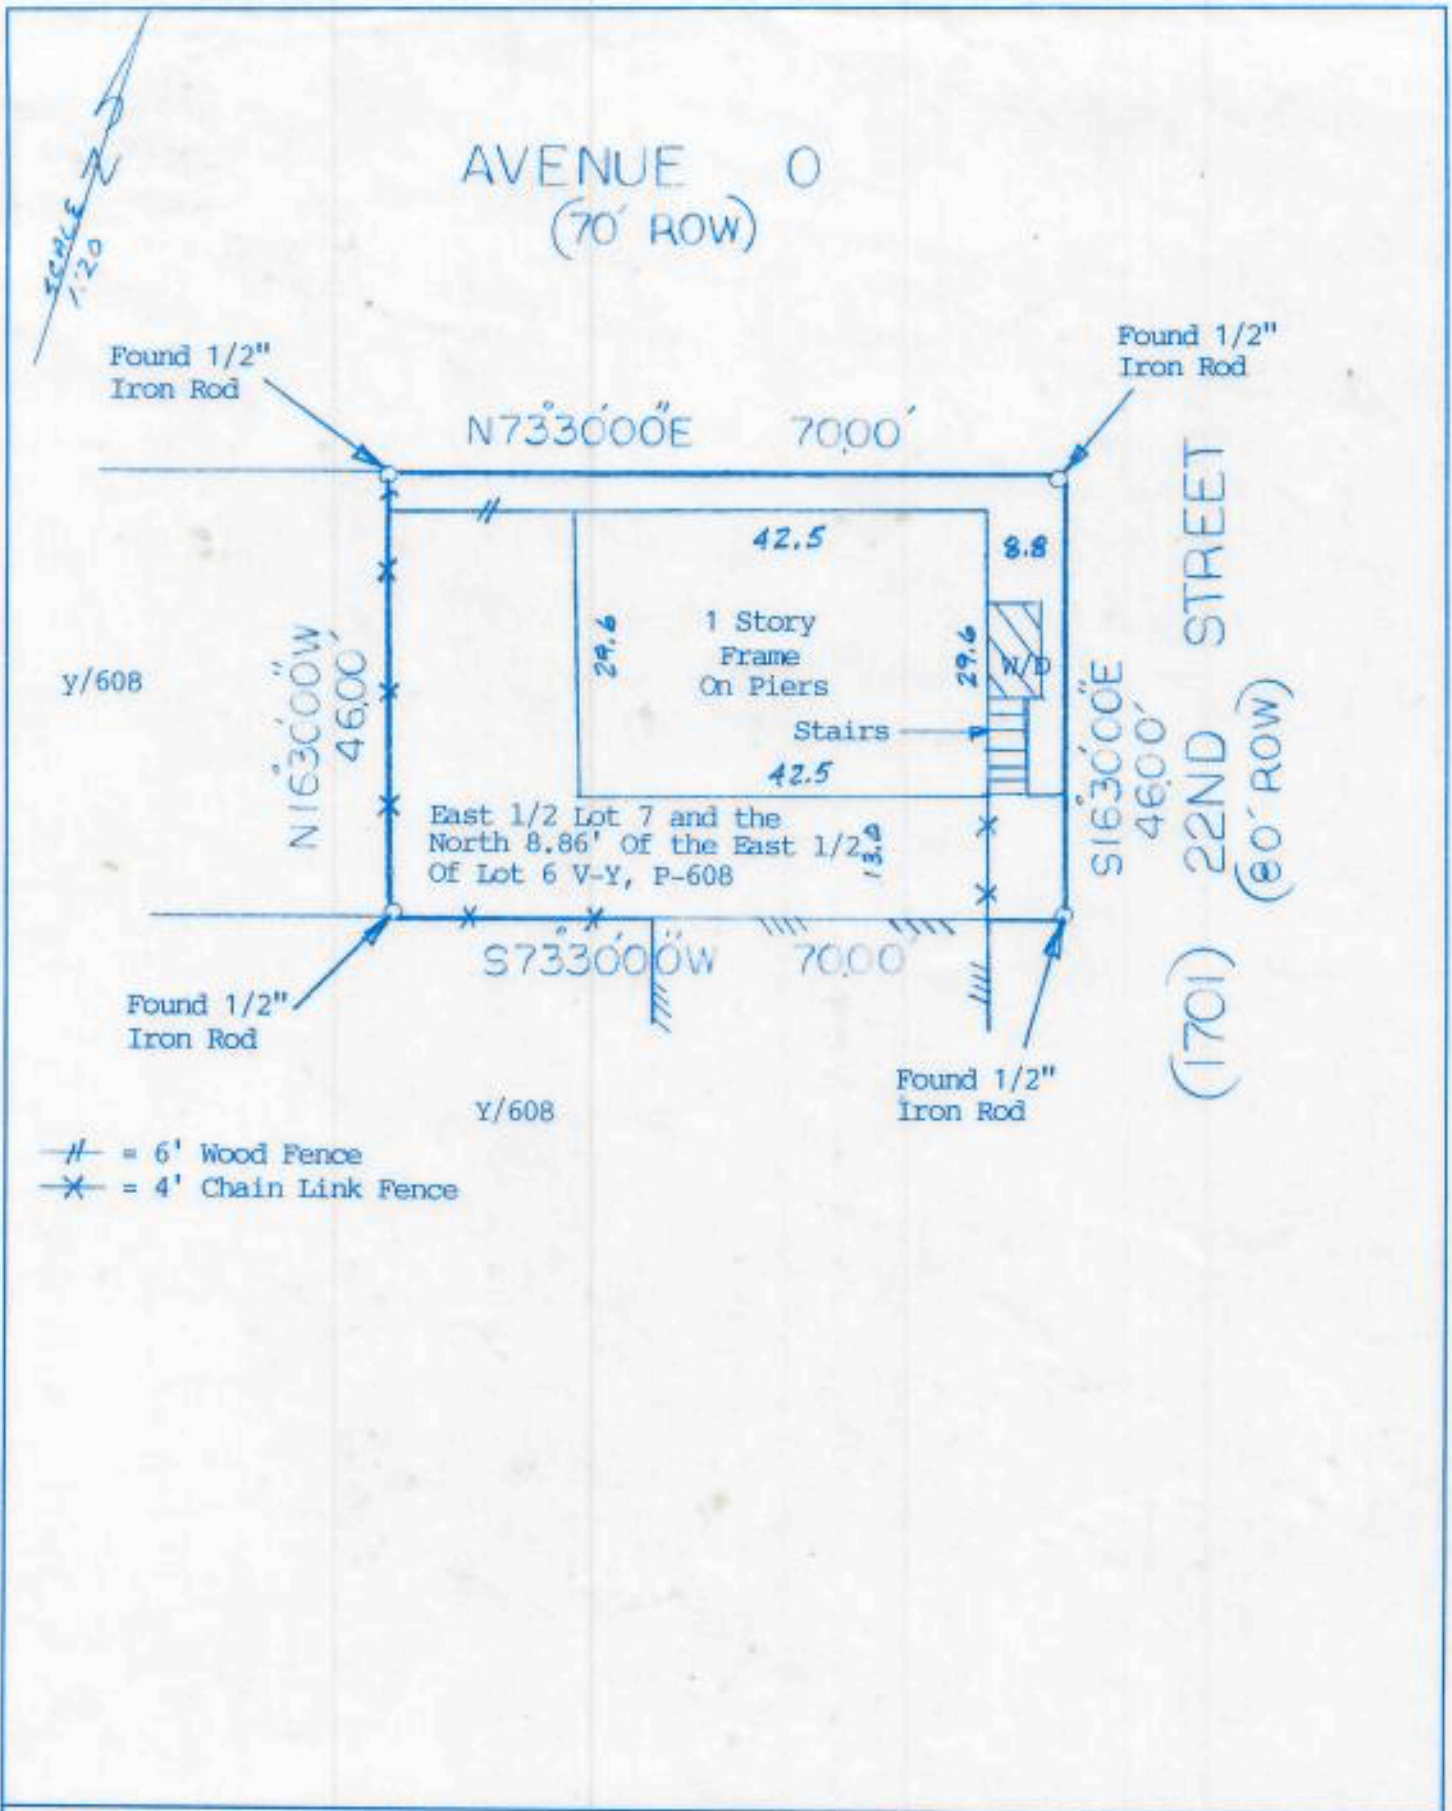 N
SCALE
1:20
AVENUE O
(70' ROW)
Found 1/2"
Iron Rod
Found 1/2"
Iron Rod
N73°30'00"E 70.00'
42.5
8.8
29.6
1 Story
Frame
On Piers
29.6
W/D
Stairs
42.5
y/608
N16°30'00"W
46.00'
S16°30'00"E
46.00'
22ND STREET
(80' ROW)
(1701)
East 1/2 Lot 7 and the
North 8.86' Of the East 1/2
Of Lot 6 V-Y, P-608
S73°30'00"W 70.00'
Found 1/2"
Iron Rod
Found 1/2"
Iron Rod
Y/608
= 6' Wood Fence
= 4' Chain Link Fence